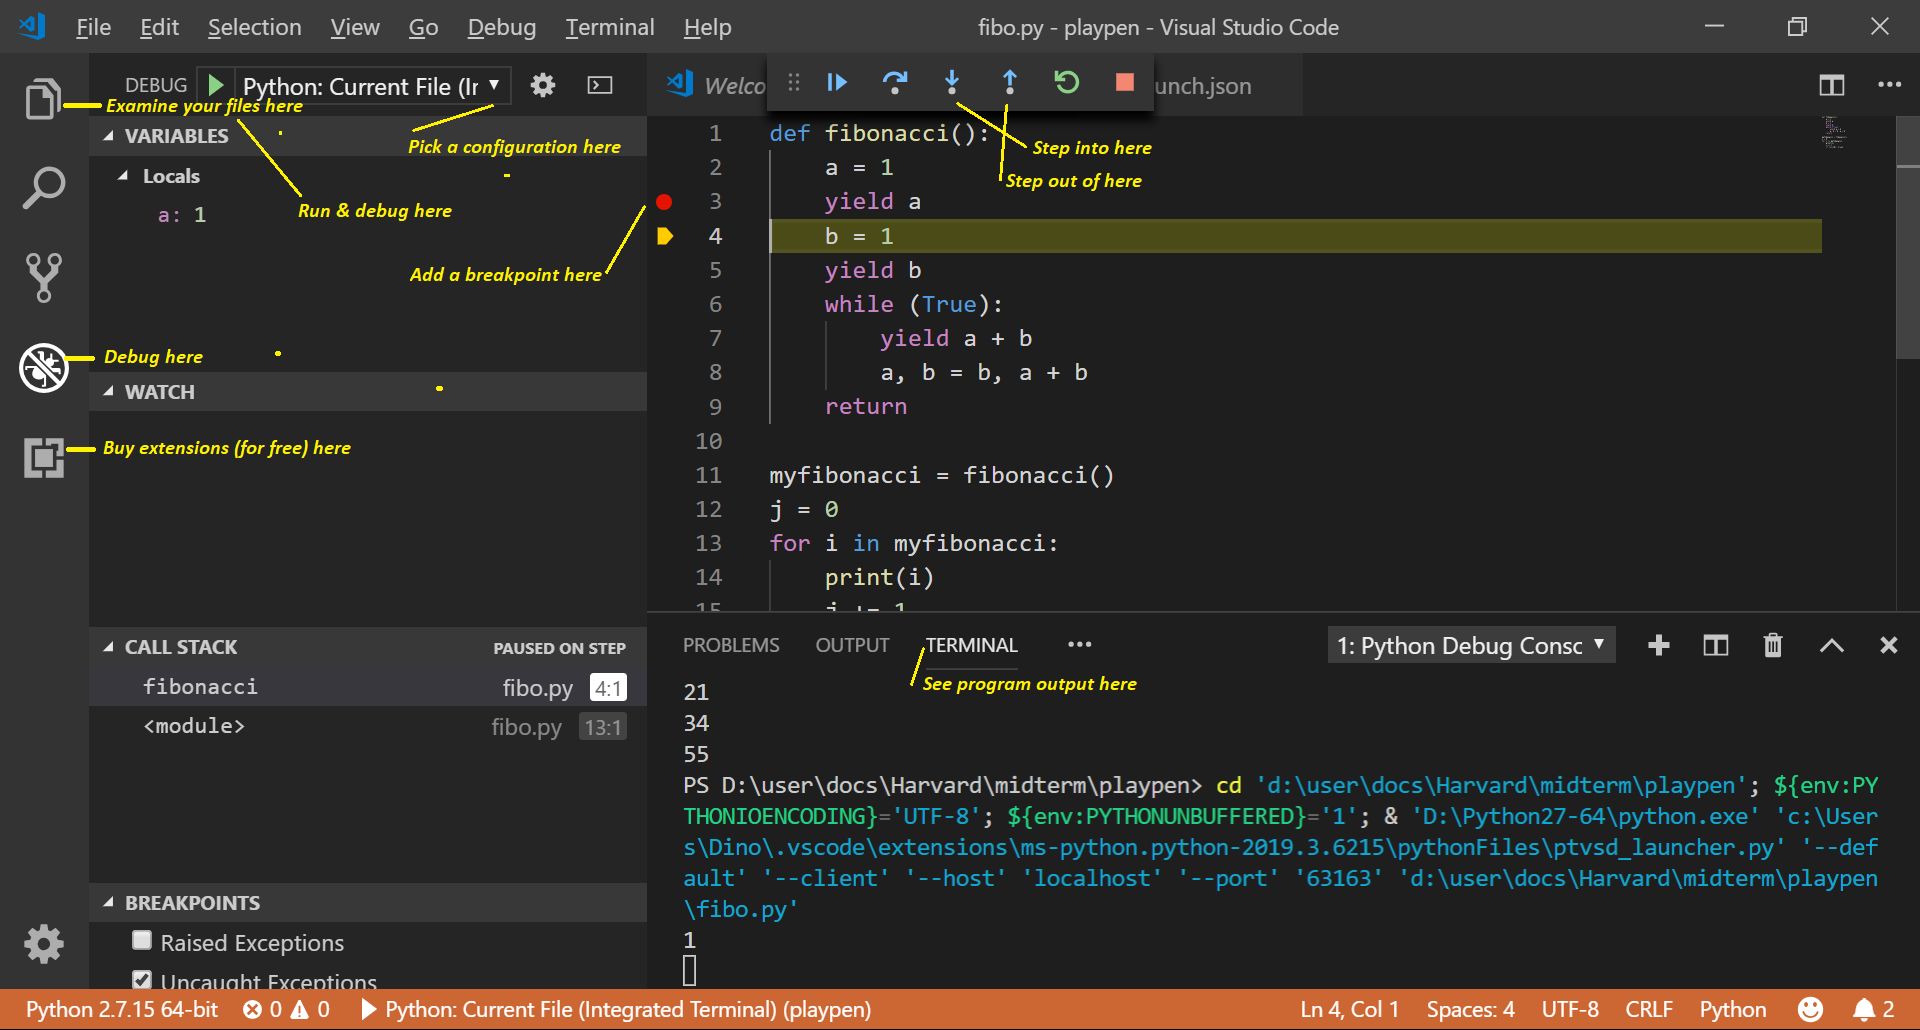 File Edit Selection View Go Debug Terminal Help
fibo.py - playpen - Visual Studio Code
DEBUG Python: Current File (Ir
Welco
unch.json
Examine your files here
Pick a configuration here
VARIABLES
Locals
a: 1
Run & debug here
Add a breakpoint here
Debug here
WATCH
Buy extensions (for free) here
CALL STACK PAUSED ON STEP
fibonacci fibo.py 4:1
<module> fibo.py 13:1
BREAKPOINTS
Raised Exceptions
Uncaught Exceptions
Step into here
Step out of here
1 def fibonacci():
2 a = 1
3 yield a
4 b = 1
5 yield b
6 while (True):
7 yield a + b
8 a, b = b, a + b
9 return
10
11 myfibonacci = fibonacci()
12 j = 0
13 for i in myfibonacci:
14 print(i)
15 j += 1
PROBLEMS OUTPUT TERMINAL
1: Python Debug Consc
See program output here
21
34
55
PS D:\user\docs\Harvard\midterm\playpen> cd 'd:\user\docs\Harvard\midterm\playpen'; ${env:PY
THONIOENCODING}='UTF-8'; ${env:PYTHONUNBUFFERED}='1'; & 'D:\Python27-64\python.exe' 'c:\User
s\Dino\.vscode\extensions\ms-python.python-2019.3.6215\pythonFiles\ptvsd_launcher.py' '--def
ault' '--client' '--host' 'localhost' '--port' '63163' 'd:\user\docs\Harvard\midterm\playpen
\fibo.py'
1
Python 2.7.15 64-bit 0 0 Python: Current File (Integrated Terminal) (playpen)
Ln 4, Col 1 Spaces: 4 UTF-8 CRLF Python 2